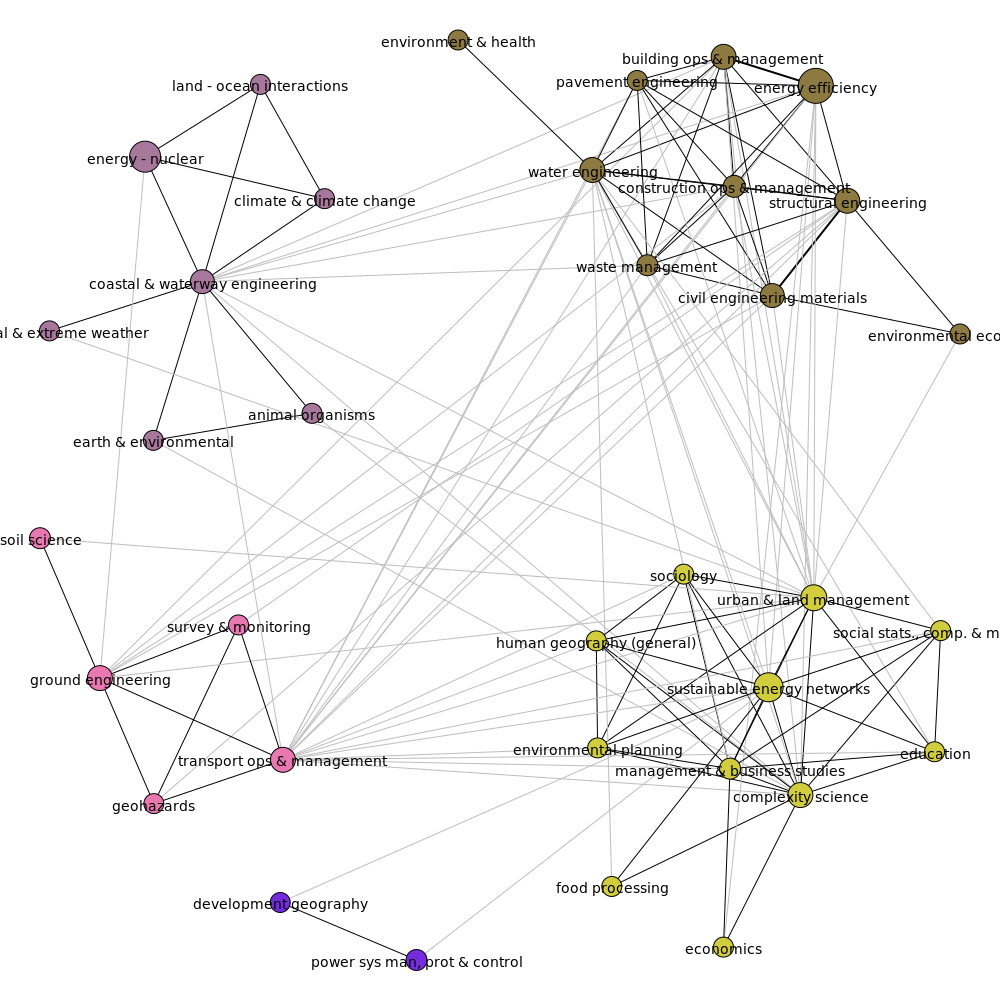 environment & health
building ops & management
pavement engineering
land - ocean interactions
energy efficiency
energy - nuclear
water engineering
construction ops & management
climate & climate change
structural engineering
waste management
coastal & waterway engineering
civil engineering materials
al & extreme weather
environmental eco
animal organisms
earth & environmental
soil science
sociology
urban & land management
survey & monitoring
social stats., comp. & m
human geography (general)
ground engineering
sustainable energy networks
environmental planning
education
transport ops & management
management & business studies
complexity science
geohazards
food processing
development geography
economics
power sys man, prot & control